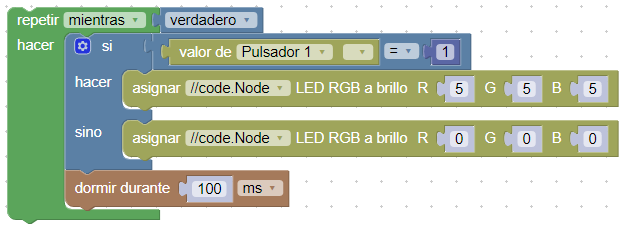 repetir mientras verdadero
hacer si valor de Pulsador 1 = 1
hacer asignar //code.Node LED RGB a brillo R 5 G 5 B 5
sino asignar //code.Node LED RGB a brillo R 0 G 0 B 0
dormir durante 100 ms